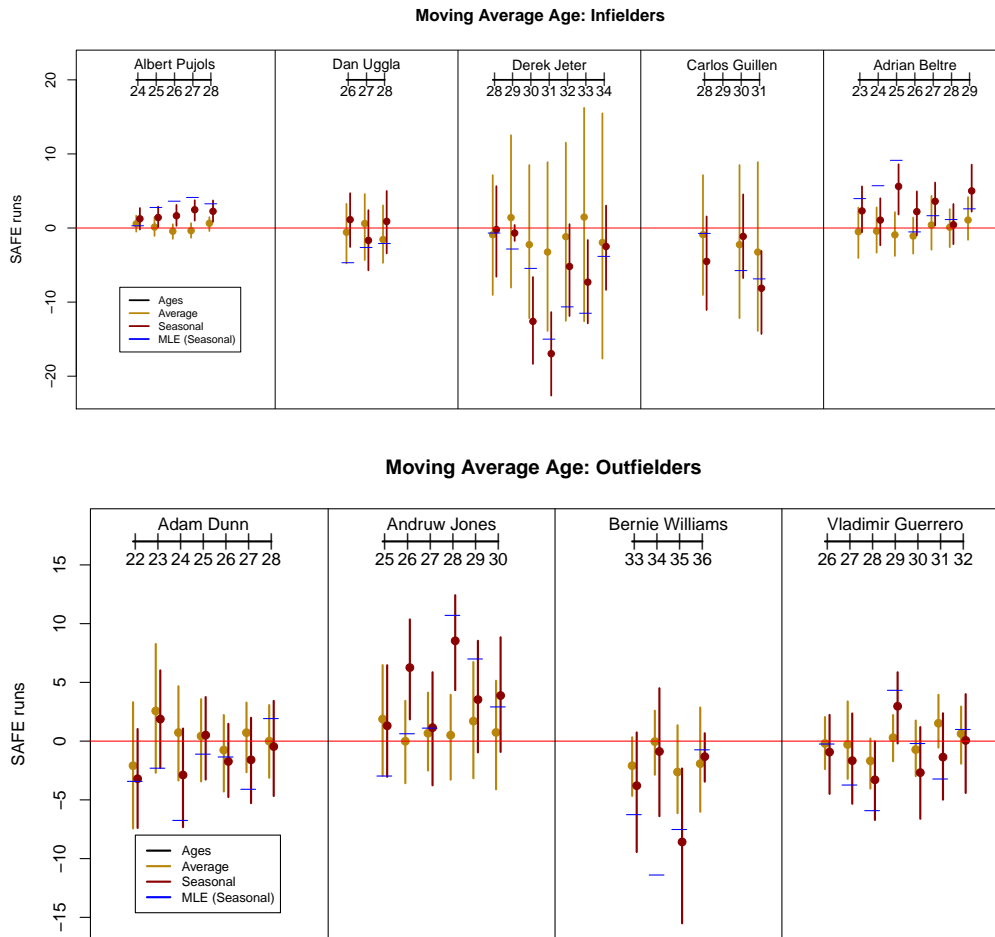 Moving Average Age: Infielders
Albert Pujols Dan Uggla Derek Jeter Carlos Guillen Adrian Beltre
24 25 26 27 28 26 27 28 28 29 30 31 32 33 34 28 29 30 31 23 24 25 26 27 28 29
SAFE runs
20
10
0
−10
−20
Ages
Average
Seasonal
MLE (Seasonal)
Moving Average Age: Outfielders
Adam Dunn Andruw Jones Bernie Williams Vladimir Guerrero
22 23 24 25 26 27 28 25 26 27 28 29 30 33 34 35 36 26 27 28 29 30 31 32
SAFE runs
15
10
5
0
−5
−10
−15
Ages
Average
Seasonal
MLE (Seasonal)